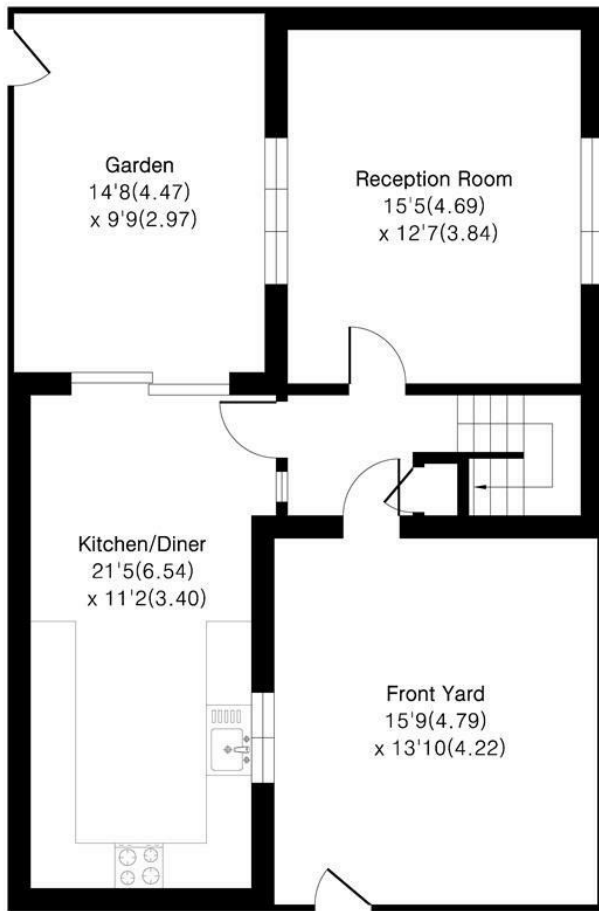 Garden
14'8(4.47)
x 9'9(2.97)
Reception Room
15'5(4.69)
x 12'7(3.84)
Kitchen/Diner
21'5(6.54)
x 11'2(3.40)
Front Yard
15'9(4.79)
x 13'10(4.22)